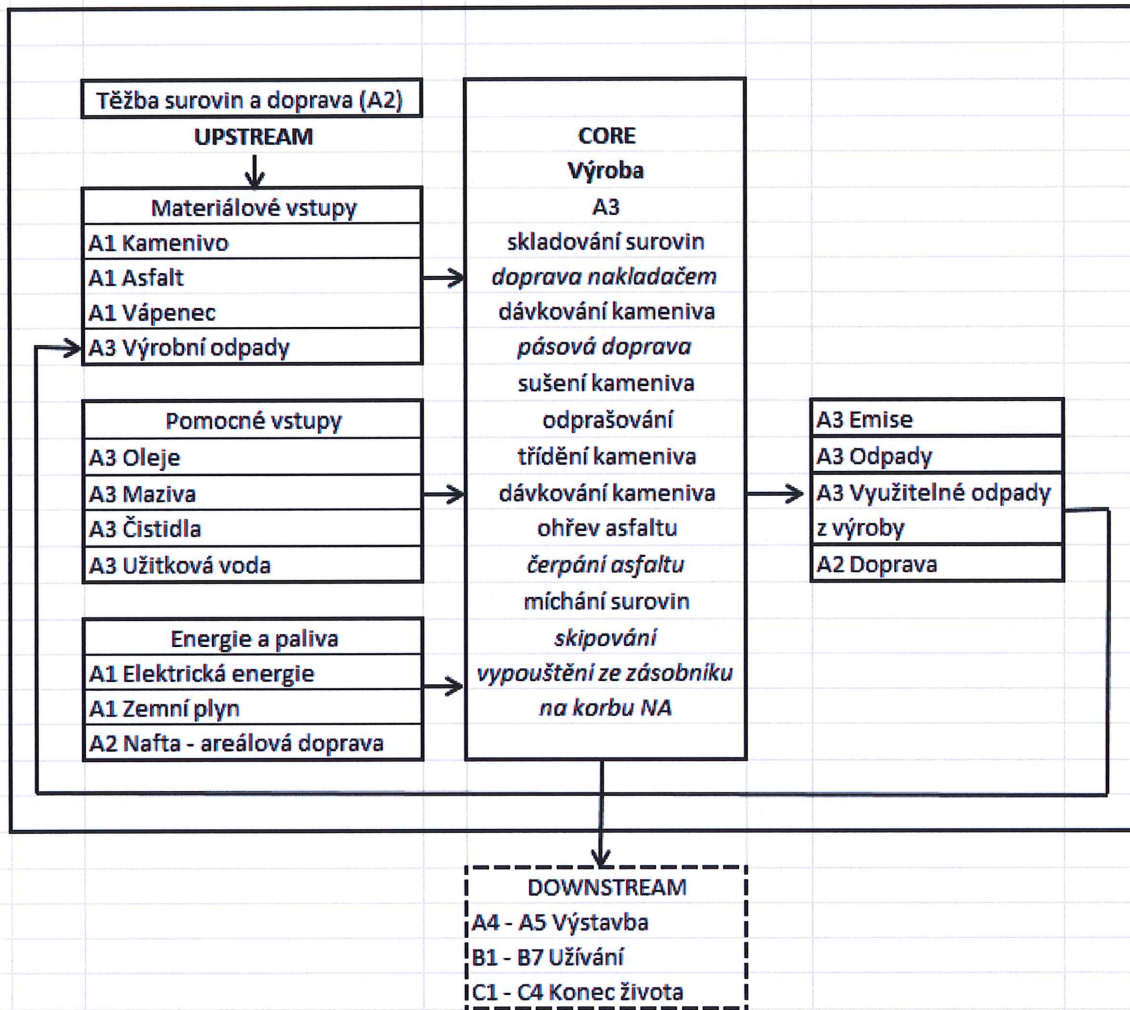 Těžba surovin a doprava (A2)
UPSTREAM
Materiálové vstupy
A1 Kamenivo
A1 Asfalt
A1 Vápenec
A3 Výrobní odpady
Pomocné vstupy
A3 Oleje
A3 Maziva
A3 Čistidla
A3 Užitková voda
Energie a paliva
A1 Elektrická energie
A1 Zemní plyn
A2 Nafta - areálová doprava
CORE
Výroba
A3
skladování surovin
doprava nakladačem
dávkování kameniva
pásová doprava
sušení kameniva
odprašování
třídění kameniva
dávkování kameniva
ohřev asfaltu
čerpání asfaltu
míchání surovin
skipování
vypouštění ze zásobníku
na korbu NA
A3 Emise
A3 Odpady
A3 Využitelné odpady
z výroby
A2 Doprava
DOWNSTREAM
A4 - A5 Výstavba
B1 - B7 Užívání
C1 - C4 Konec života